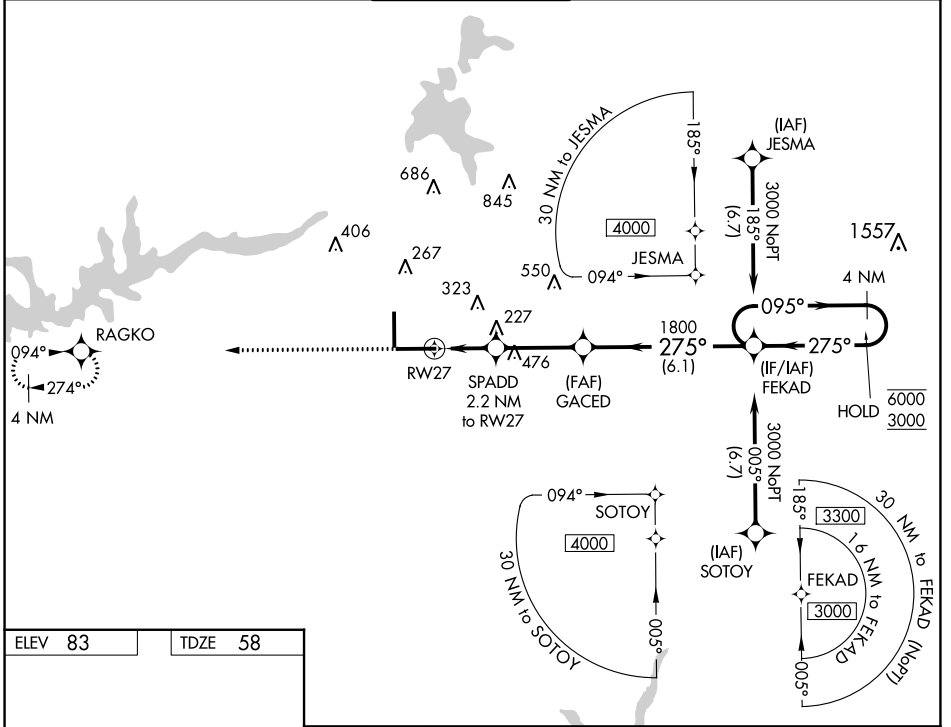 30 NM to JESMA
185°
4000
JESMA
094°
(IAF)
JESMA
3000 NoPT
185°
(6.7)
686
845
406
267
550
323
227
476
1557
4 NM
095°
275°
1800
275°
(6.1)
(IF/IAF)
FEKAD
HOLD
6000
3000
RAGKO
094°
274°
4 NM
RW27
SPADD
2.2 NM
to RW27
(FAF)
GACED
3000 NoPT
005°
(6.7)
(IAF)
SOTOY
094°
SOTOY
4000
30 NM to SOTOY
005°
185°
3300
30 NM to FEKAD (NoPT)
16 NM to FEKAD
FEKAD
3000
005°
ELEV 83
TDZE 58